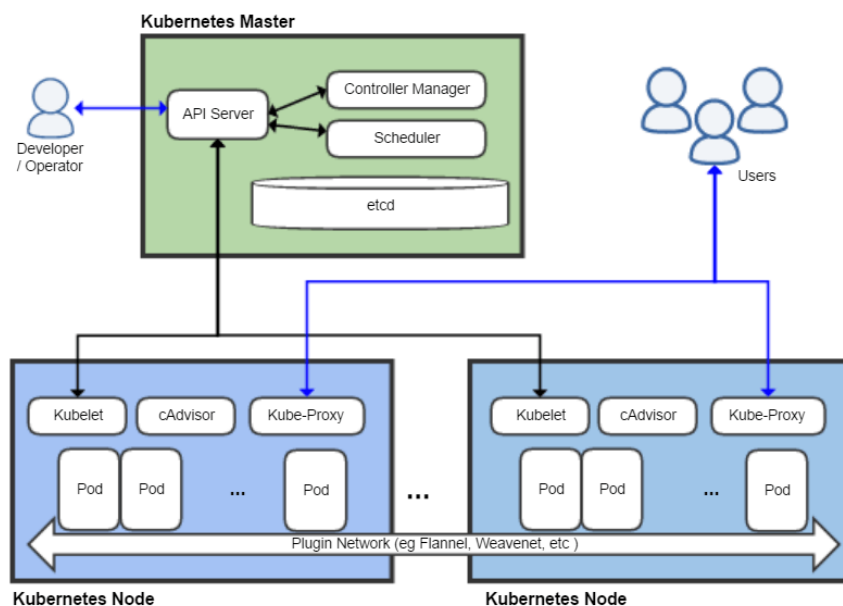 Kubernetes Master
API Server
Controller Manager
Scheduler
etcd
Developer
/ Operator
Users
Kubelet
cAdvisor
Kube-Proxy
Pod
Pod
...
Pod
...
Kubelet
cAdvisor
Kube-Proxy
Pod
Pod
...
Pod
Plugin Network (eg Flannel, Weavenet, etc )
Kubernetes Node
Kubernetes Node